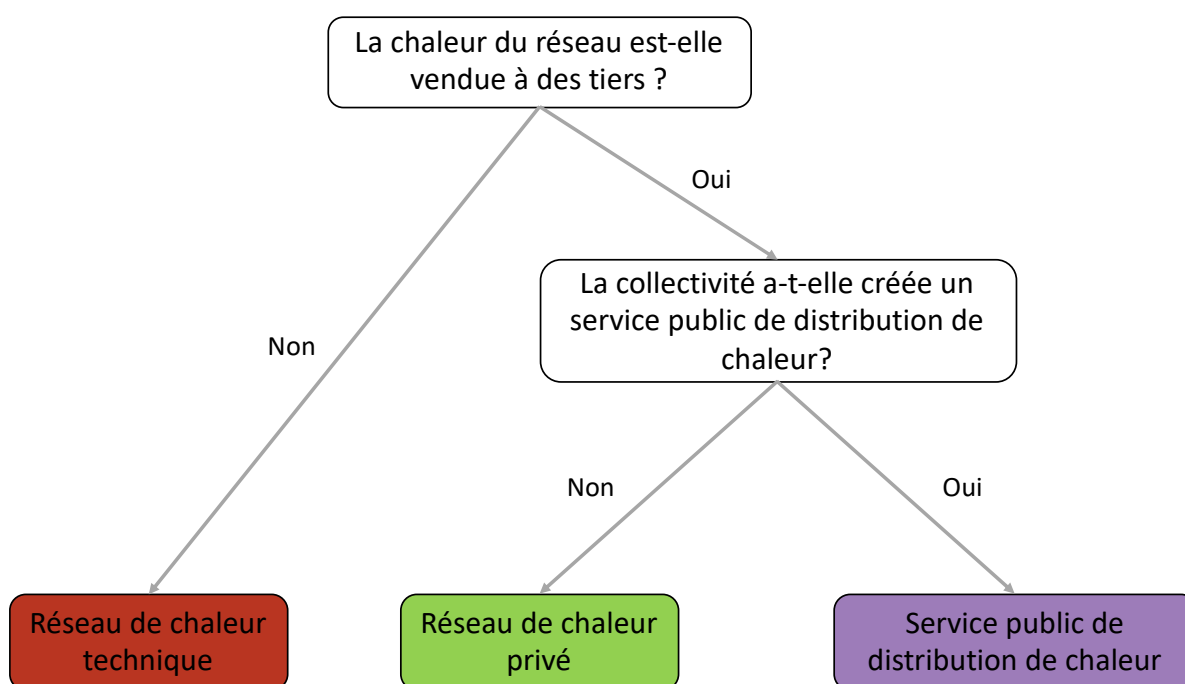 La chaleur du réseau est-elle
vendue à des tiers ?
Oui
La collectivité a-t-elle créée un
service public de distribution de
chaleur?
Non
Non
Oui
Réseau de chaleur
technique
Réseau de chaleur
privé
Service public de
distribution de chaleur